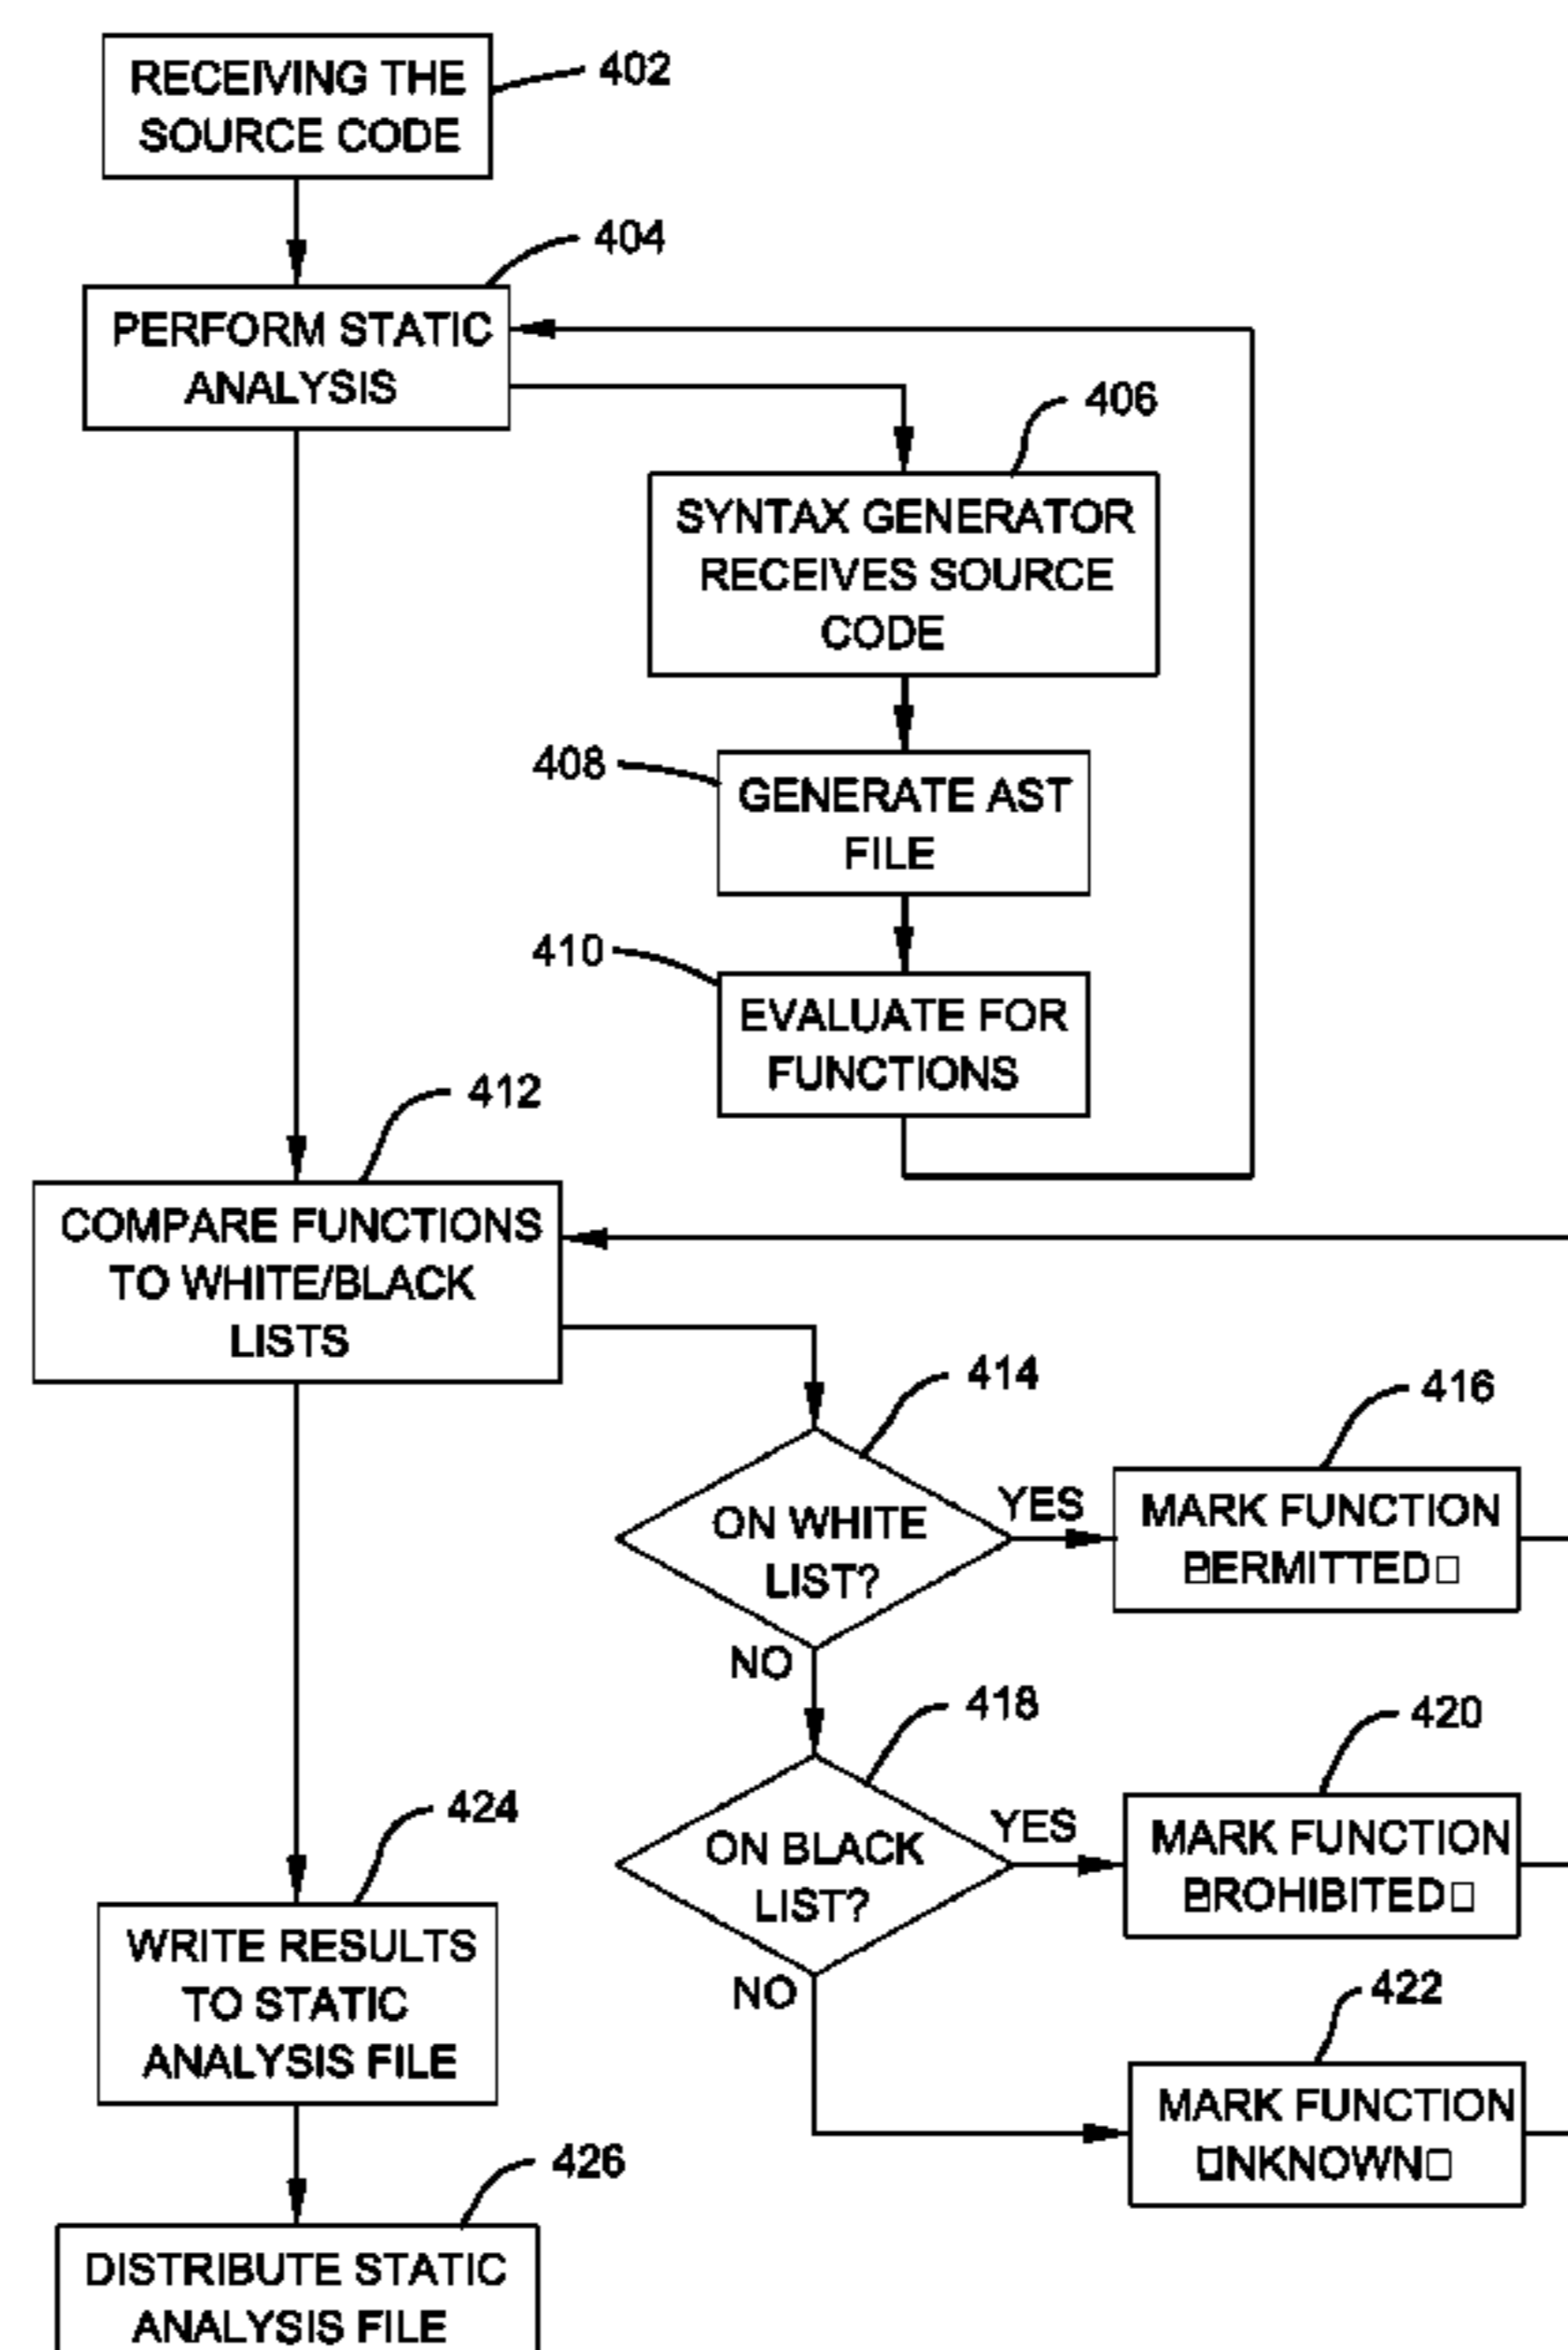 RECEIVING THE
SOURCE CODE
402
404
PERFORM STATIC
ANALYSIS
406
SYNTAX GENERATOR
RECEIVES SOURCE
CODE
408
GENERATE AST
FILE
410
EVALUATE FOR
FUNCTIONS
412
COMPARE FUNCTIONS
TO WHITE/BLACK
LISTS
414
ON WHITE
LIST?
YES
NO
416
MARK FUNCTION
PERMITTED□
418
ON BLACK
LIST?
YES
NO
420
MARK FUNCTION
PROHIBITED□
422
MARK FUNCTION
UNKNOWN□
424
WRITE RESULTS
TO STATIC
ANALYSIS FILE
426
DISTRIBUTE STATIC
ANALYSIS FILE